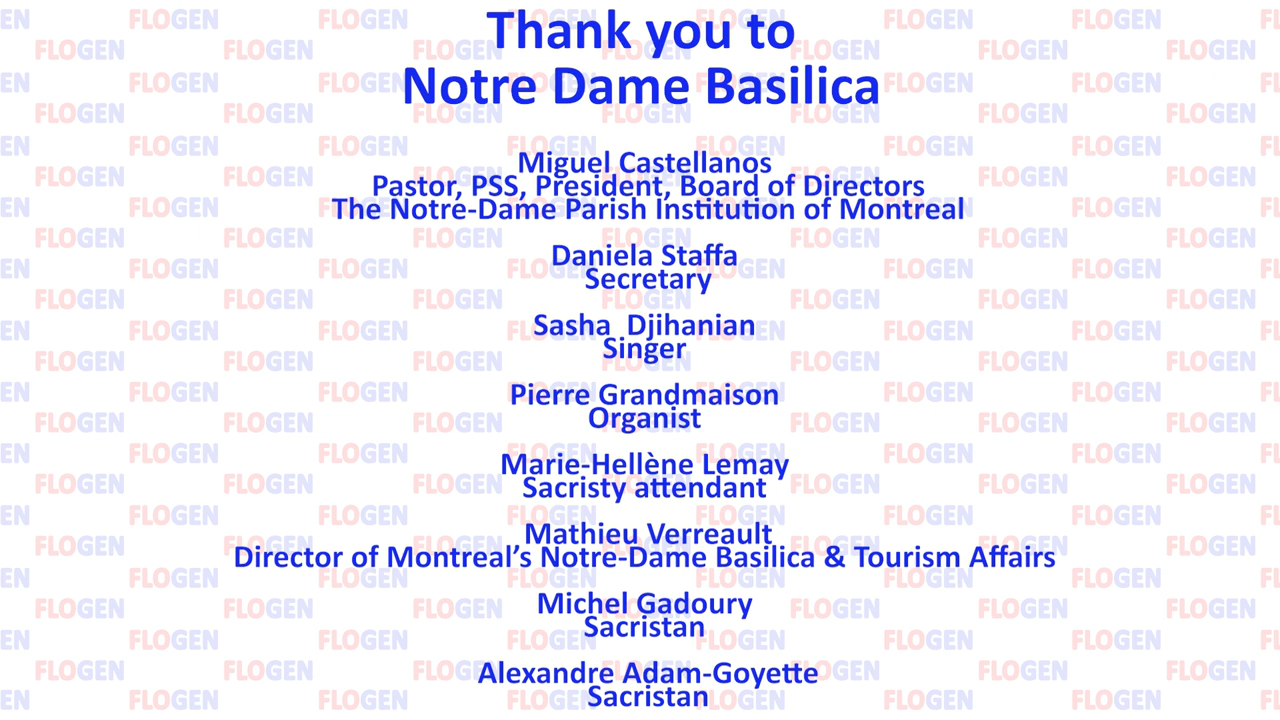 Thank you to
Notre Dame Basilica
Miguel Castellanos
Pastor, PSS, President, Board of Directors
The Notre-Dame Parish Institution of Montreal
Daniela Staffa
Secretary
Sasha  Djihanian
Singer
Pierre Grandmaison
Organist
Marie-Hellène Lemay
Sacristy attendant
Mathieu Verreault
Director of Montreal’s Notre-Dame Basilica & Tourism Affairs
Michel Gadoury
Sacristan
Alexandre Adam-Goyette
Sacristan